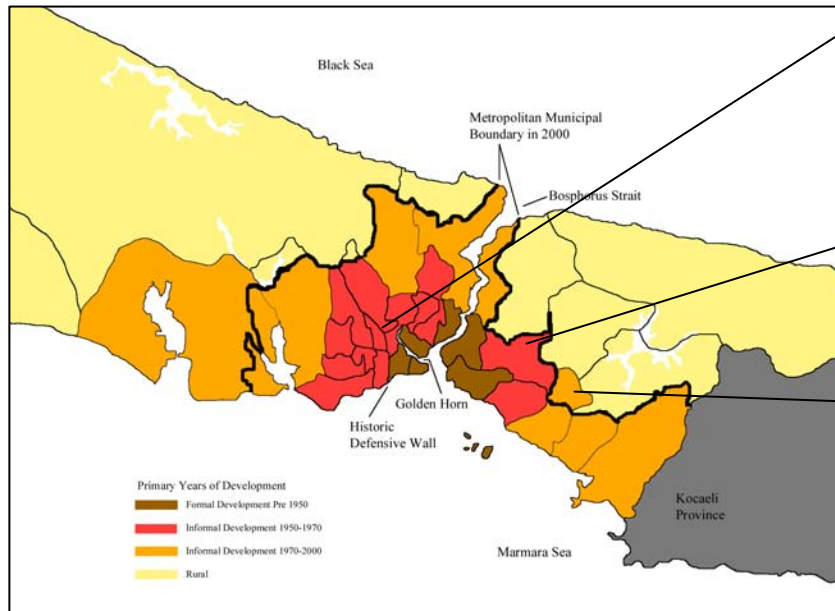 Black Sea
Metropolitan Municipal
Boundary in 2000
Bosphorus Strait
Golden Horn
Historic
Defensive Wall
Primary Years of Development
Formal Development Pre 1950
Informal Development 1950-1970
Informal Development 1970-2000
Rural
Kocaeli
Province
Marmara Sea